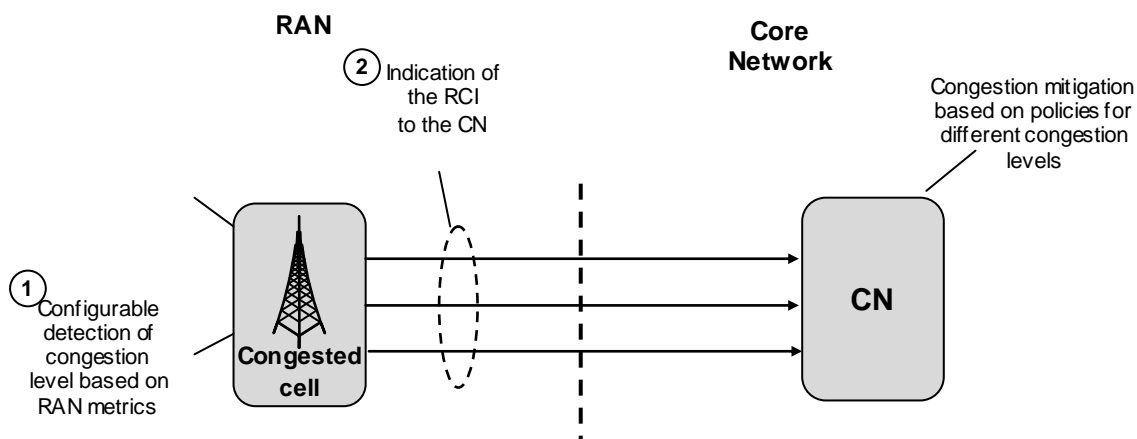 RAN
Core
Network
2
Indication of
the RCI
to the CN
Congestion mitigation
based on policies for
different congestion
levels
1
Configurable
detection of
congestion
level based on
RAN metrics
Congested
cell
CN